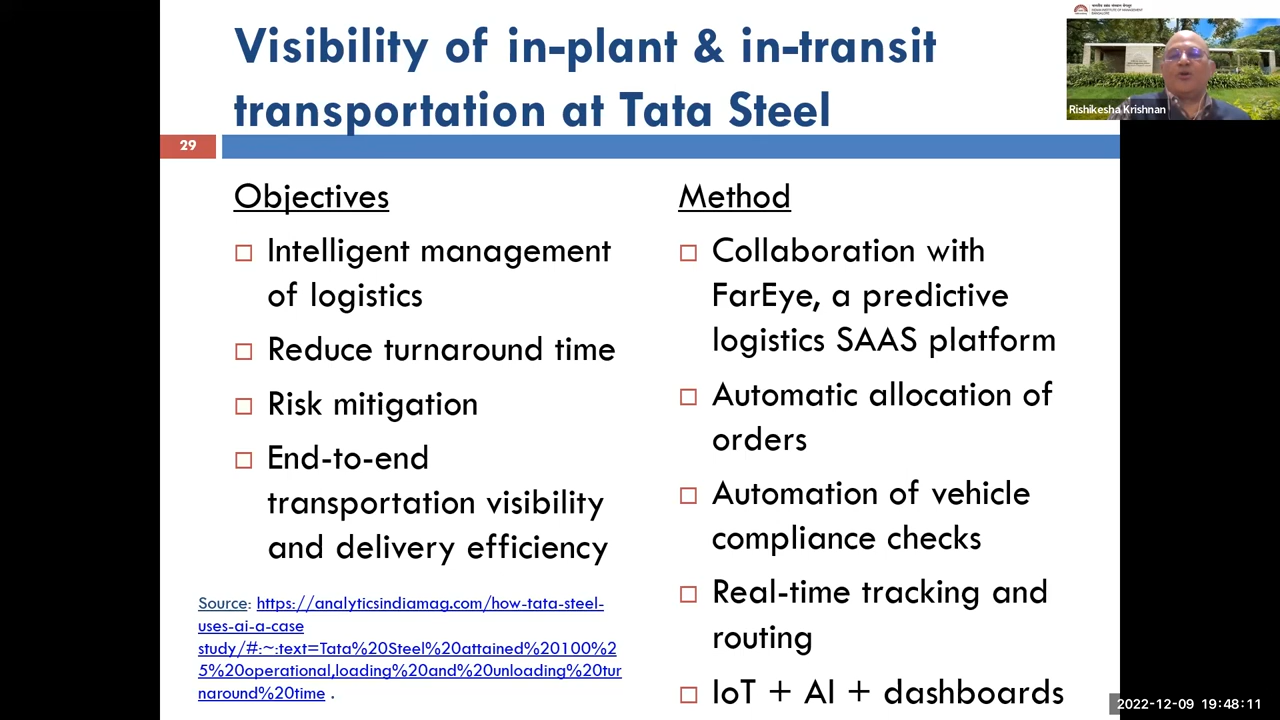 Visibility of in-plant & in-transit
transportation at Tata Steel
29
Objectives
Intelligent management
of logistics
Reduce turnaround time
Risk mitigation
End-to-end
transportation visibility
and delivery efficiency
Source: https://analyticsindiamag.com/how-tata-steel-
uses-ai-a-case
study/#:~:text=Tata%20Steel%20attained%20100%2
5%20operational,loading%20and%20unloading%20tur
naround%20time .
Method
Collaboration with
FarEye, a predictive
logistics SAAS platform
Automatic allocation of
orders
Automation of vehicle
compliance checks
Real-time tracking and
routing
IoT + AI + dashboards
Rishikesha Krishnan
2022-12-09 19:48:11